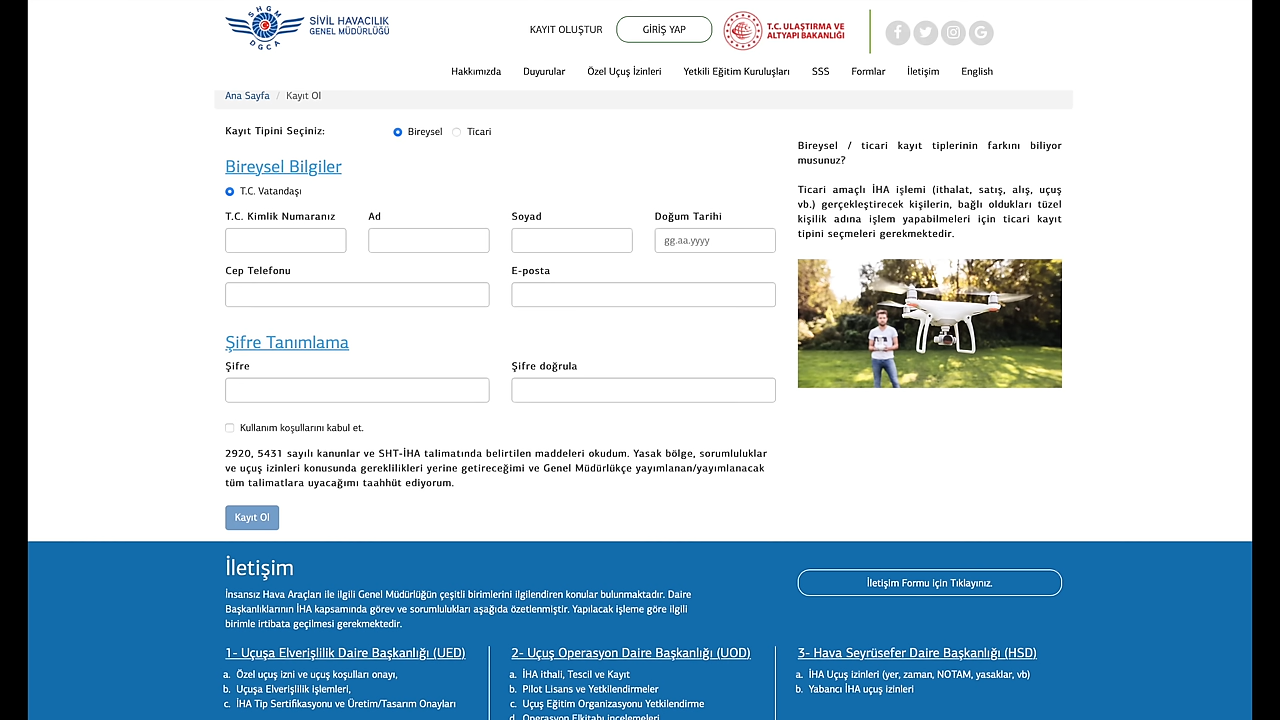 SHGM
DGCA
SİVİL HAVACILIK
GENEL MÜDÜRLÜĞÜ
KAYIT OLUŞTUR
GİRİŞ YAP
T.C. ULAŞTIRMA VE
ALTYAPI BAKANLIĞI
Hakkımızda Duyurular Özel Uçuş İzinleri Yetkili Eğitim Kuruluşları SSS Formlar İletişim English
Ana Sayfa / Kayıt Ol
Kayıt Tipini Seçiniz: Bireysel Ticari
Bireysel Bilgiler
T.C. Vatandaşı
T.C. Kimlik Numaranız Ad Soyad Doğum Tarihi
gg.aa.yyyy
Cep Telefonu E-posta
Şifre Tanımlama
Şifre Şifre doğrula
Kullanım koşullarını kabul et.
2920, 5431 sayılı kanunlar ve SHT-İHA talimatında belirtilen maddeleri okudum. Yasak bölge, sorumluluklar
ve uçuş izinleri konusunda gereklilikleri yerine getireceğimi ve Genel Müdürlükçe yayımlanan/yayımlanacak
tüm talimatlara uyacağımı taahhüt ediyorum.
Kayıt Ol
Bireysel / ticari kayıt tiplerinin farkını biliyor
musunuz?
Ticari amaçlı İHA işlemi (ithalat, satış, alış, uçuş
vb.) gerçekleştirecek kişilerin, bağlı oldukları tüzel
kişilik adına işlem yapabilmeleri için ticari kayıt
tipini seçmeleri gerekmektedir.
İletişim
İnsansız Hava Araçları ile ilgili Genel Müdürlüğün çeşitli birimlerini ilgilendiren konular bulunmaktadır. Daire
Başkanlıklarının İHA kapsamında görev ve sorumlulukları aşağıda özetlenmiştir. Yapılacak işleme göre ilgili
birimle irtibata geçilmesi gerekmektedir.
İletişim Formu için Tıklayınız.
1- Uçuşa Elverişlilik Daire Başkanlığı (UED)
a. Özel uçuş izni ve uçuş koşulları onayı,
b. Uçuşa Elverişlilik işlemleri,
c. İHA Tip Sertifikasyonu ve Üretim/Tasarım Onayları
2- Uçuş Operasyon Daire Başkanlığı (UOD)
a. İHA ithali, Tescil ve Kayıt
b. Pilot Lisans ve Yetkilendirmeler
c. Uçuş Eğitim Organizasyonu Yetkilendirme
d. Operasyon Elkitabı incelemeleri
3- Hava Seyrüsefer Daire Başkanlığı (HSD)
a. İHA Uçuş izinleri (yer, zaman, NOTAM, yasaklar, vb)
b. Yabancı İHA uçuş izinleri